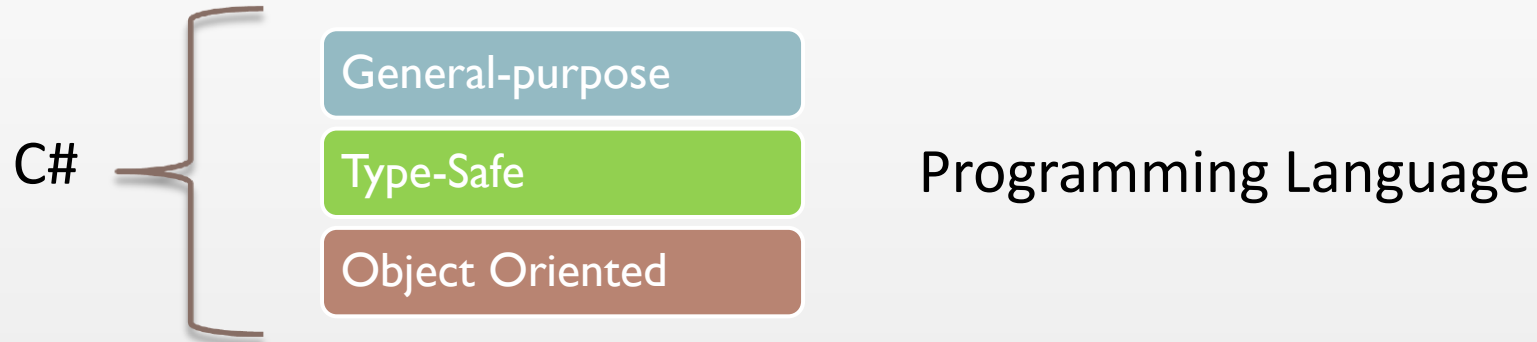 C#
General-purpose
Type-Safe
Object Oriented
Programming Language